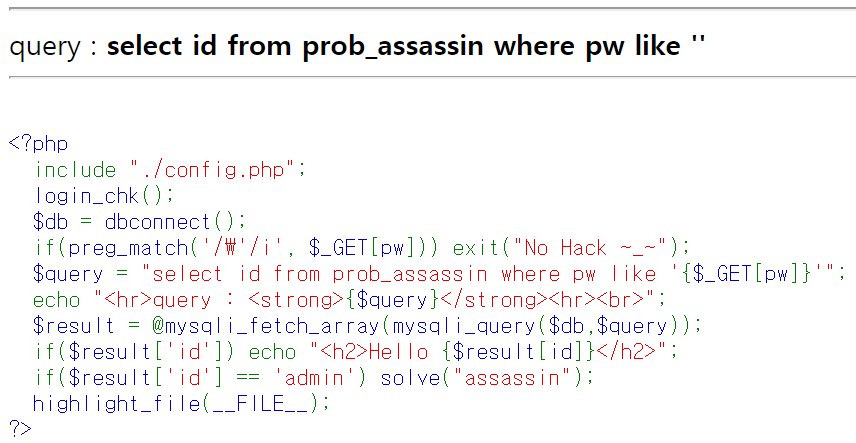 query : select id from prob_assassin where pw like ''
<?php
include "./config.php";
login_chk();
$db = dbconnect();
if(preg_match('/₩'/i', $_GET[pw])) exit("No Hack ~_~");
$query = "select id from prob_assassin where pw like '{$_GET[pw]}'";
echo "<hr>query : <strong>{$query}</strong><hr><br>";
$result = @mysqli_fetch_array(mysqli_query($db,$query));
if($result['id']) echo "<h2>Hello {$result[id]}</h2>";
if($result['id'] == 'admin') solve("assassin");
highlight_file(__FILE__);
?>